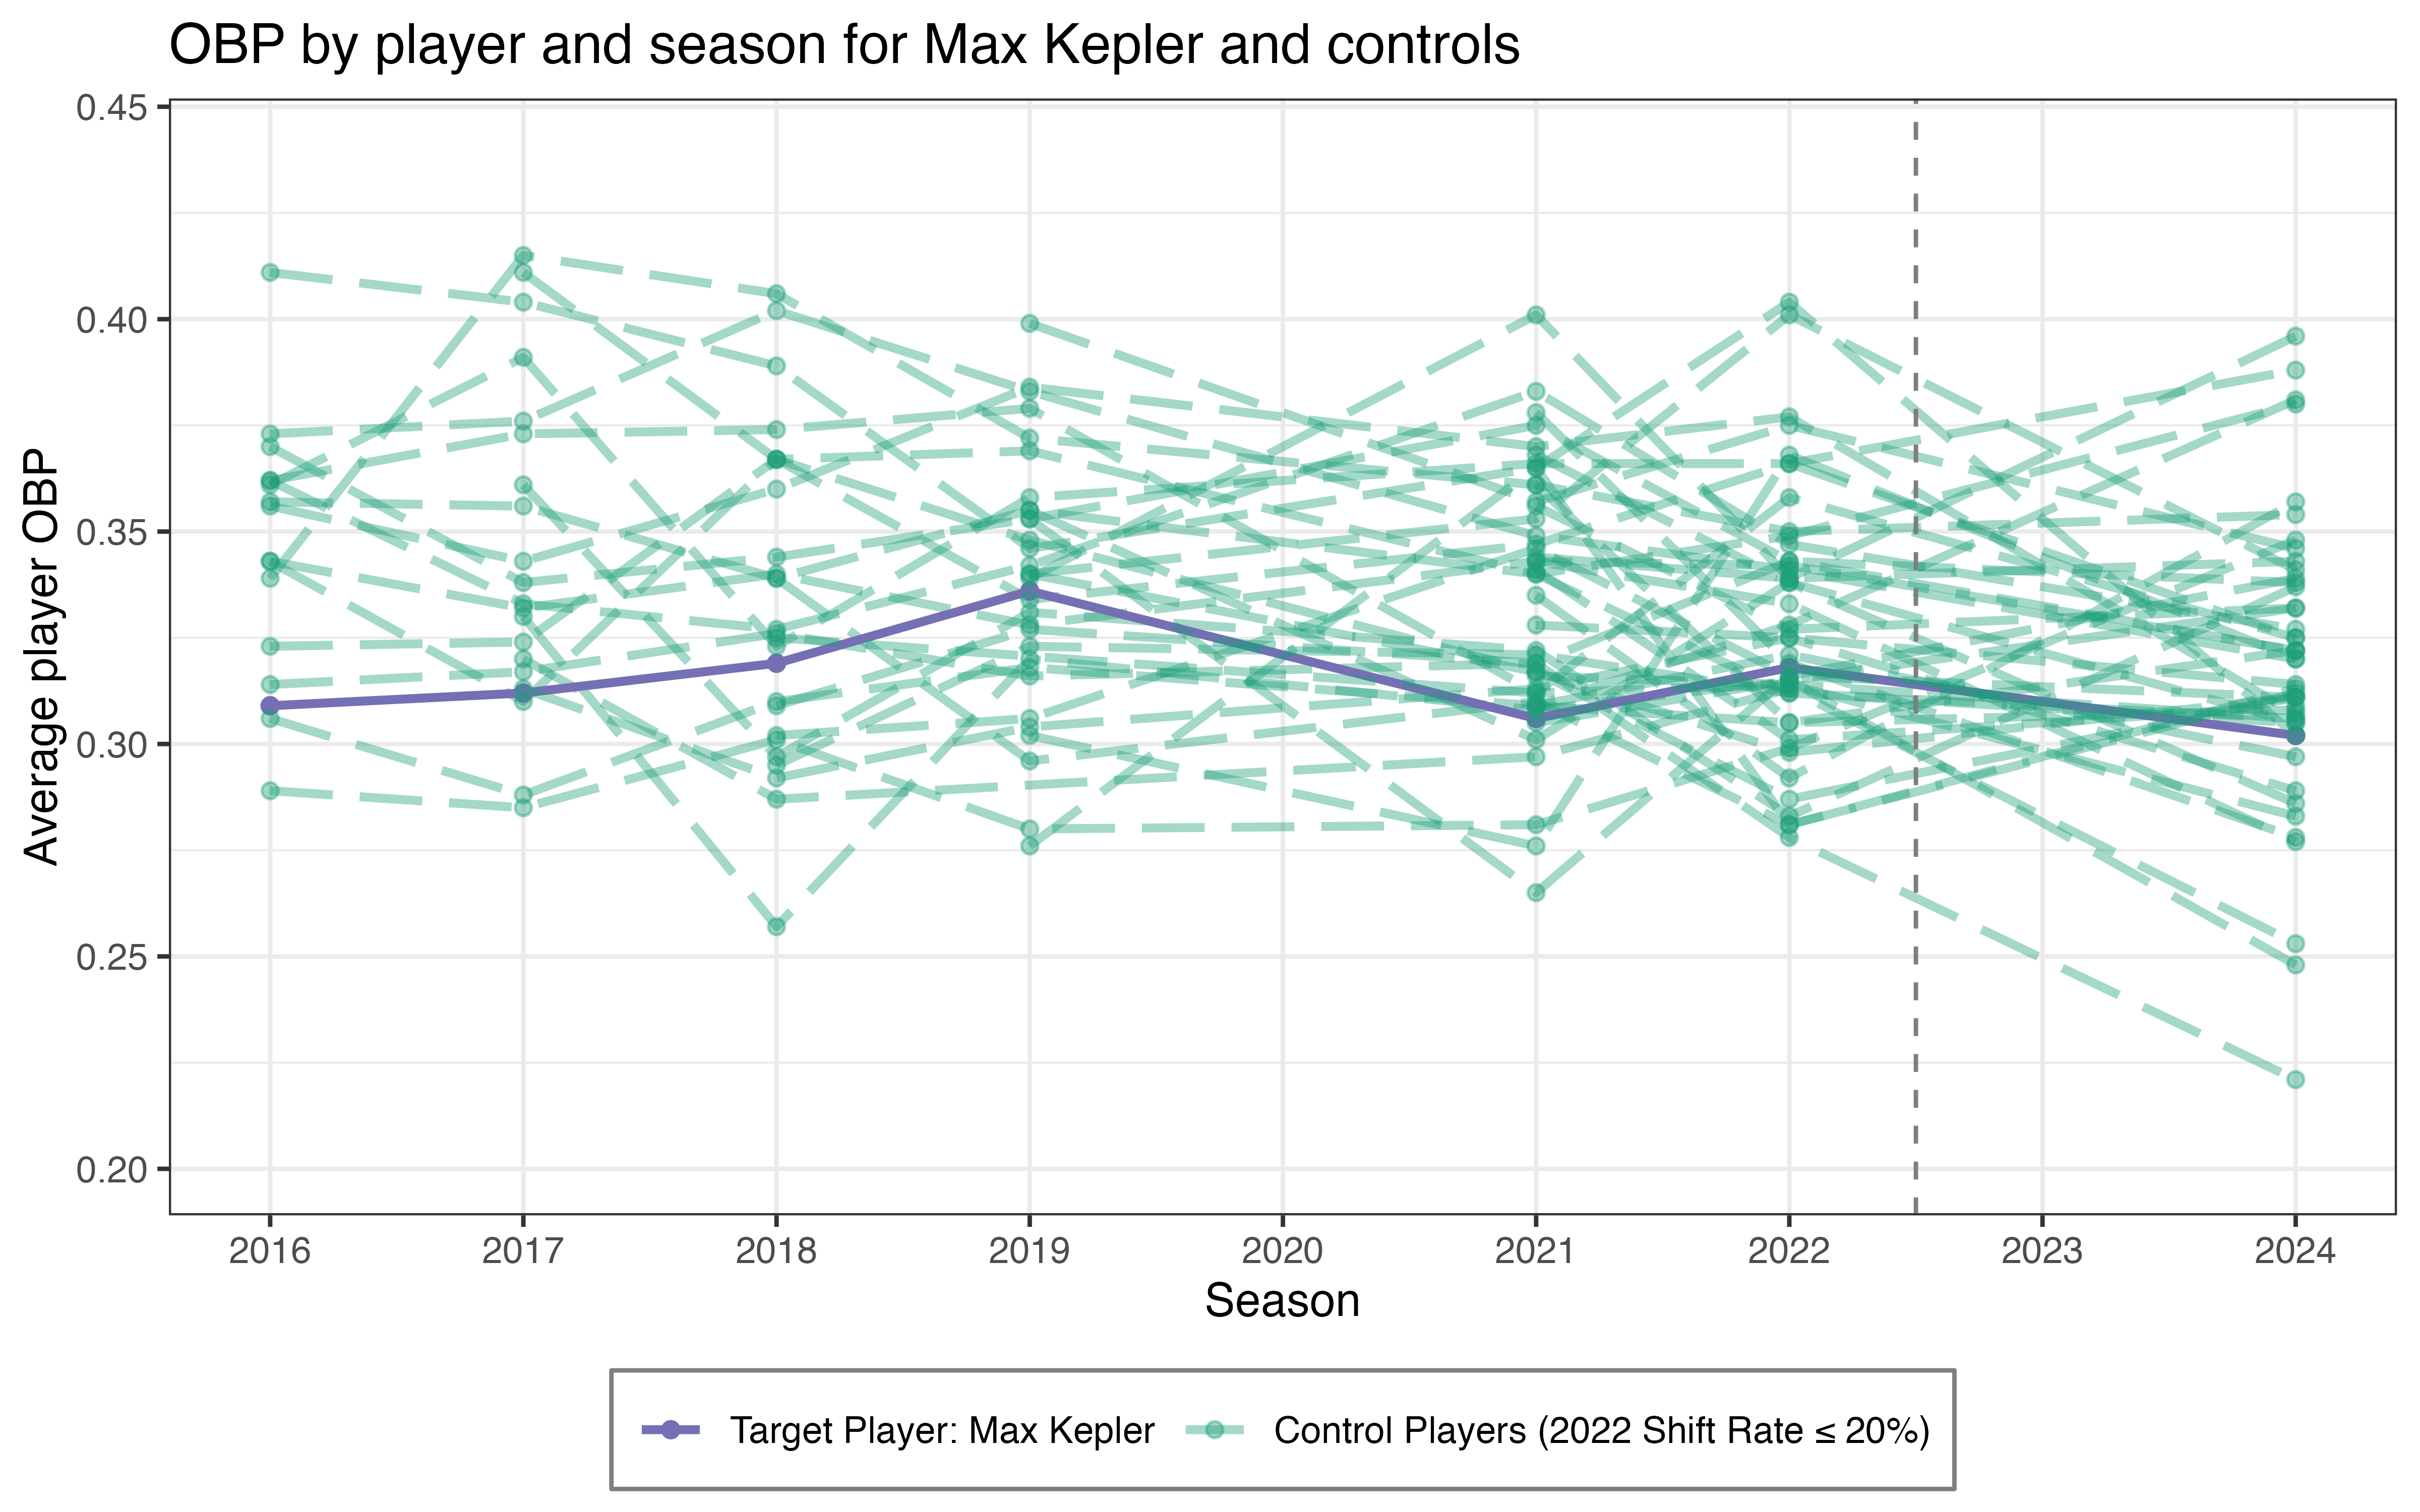 OBP by player and season for Max Kepler and controls
Average player OBP
0.45
0.40
0.35
0.30
0.25
0.20
2016 2017 2018 2019 2020 2021 2022 2023 2024
Season
Target Player: Max Kepler Control Players (2022 Shift Rate ≤ 20%)